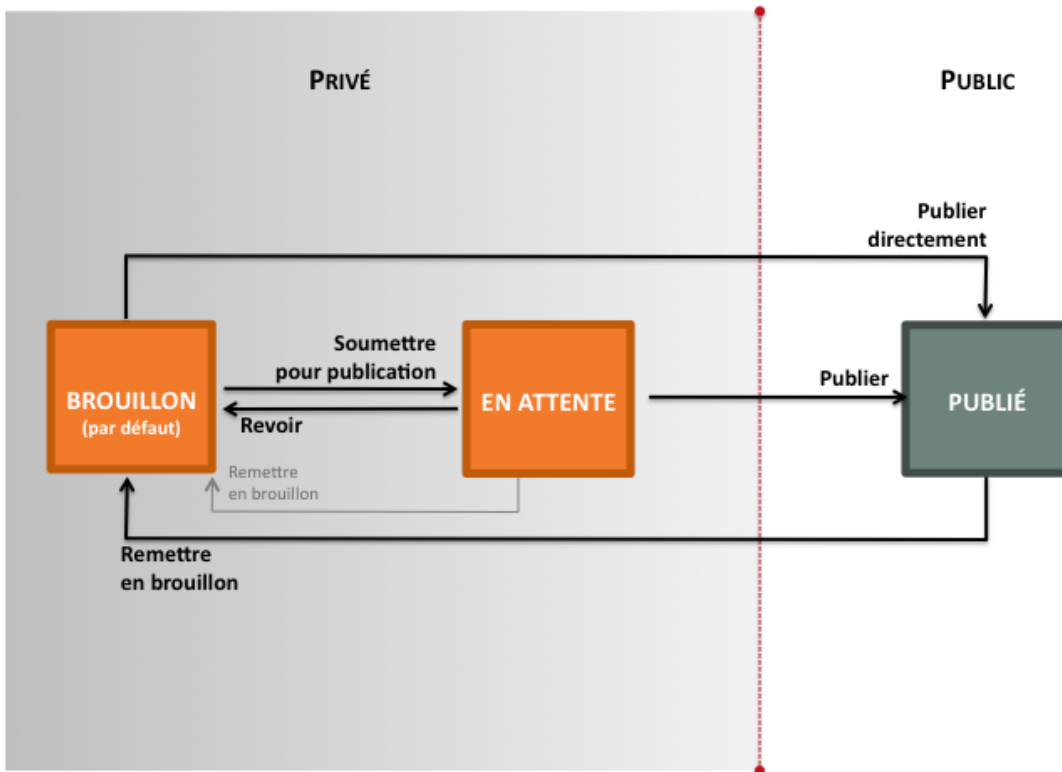 PRIVÉ
PUBLIC
Publier
directement
Soumettre
pour publication
BROUILLON
(par défaut)
EN ATTENTE
Publier
PUBLIÉ
Revoir
Remettre
en brouillon
Remettre
en brouillon